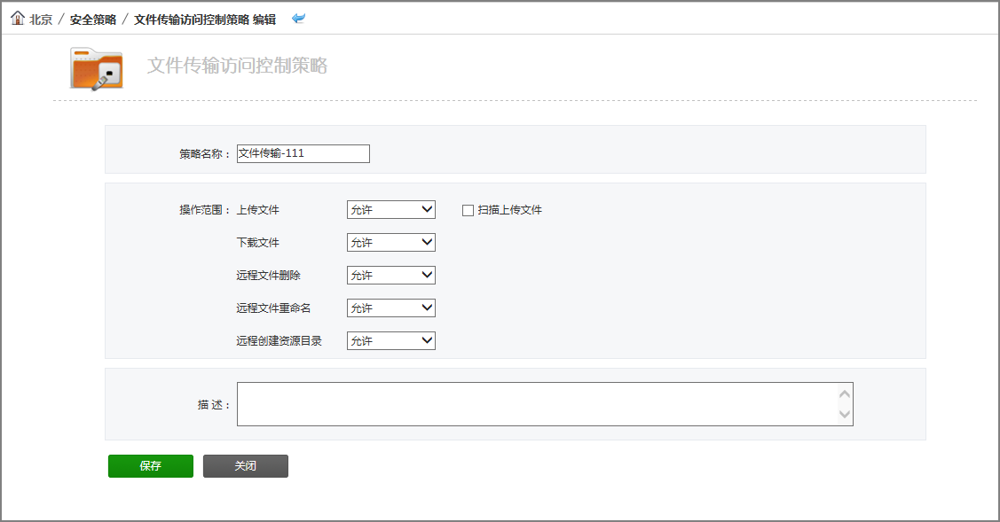 北京 / 安全策略 / 文件传输访问控制策略 编辑
文件传输访问控制策略
策略名称： 文件传输-111
操作范围： 上传文件 允许 扫描上传文件
下载文件 允许
远程文件删除 允许
远程文件重命名 允许
远程创建资源目录 允许
描 述：
保存 关闭